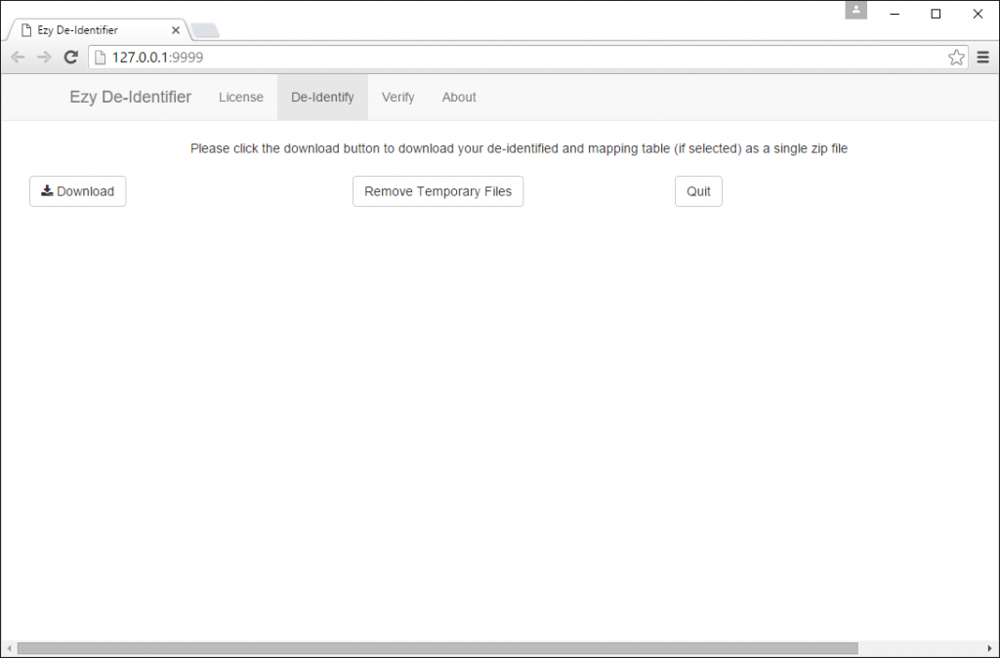 Ezy De-Identifier
127.0.0.1:9999
Ezy De-Identifier License De-Identify Verify About
Please click the download button to download your de-identified and mapping table (if selected) as a single zip file
Download Remove Temporary Files Quit